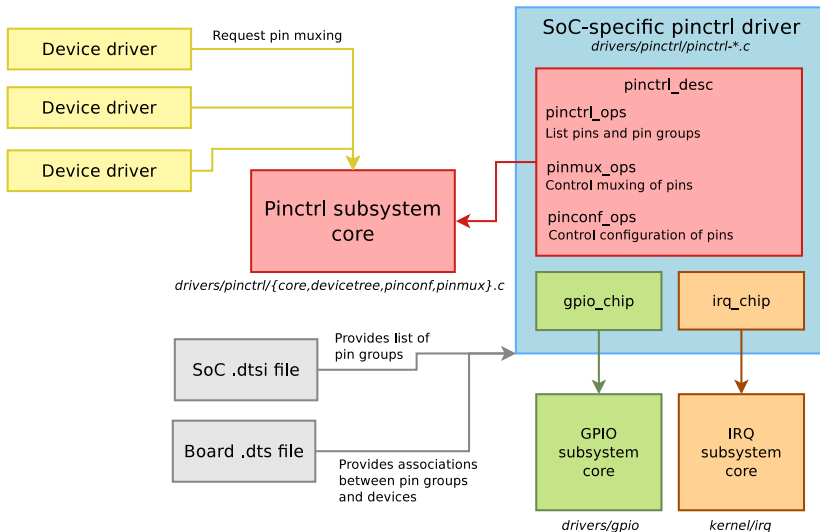 Device driver
Request pin muxing
Device driver
Device driver
Pinctrl subsystem
core
drivers/pinctrl/{core,devicetree,pinconf,pinmux}.c
SoC-specific pinctrl driver
drivers/pinctrl/pinctrl-*.c
pinctrl_desc
pinctrl_ops
List pins and pin groups
pinmux_ops
Control muxing of pins
pinconf_ops
Control configuration of pins
gpio_chip
irq_chip
Provides list of
pin groups
SoC .dtsi file
Board .dts file
Provides associations
between pin groups
and devices
GPIO
subsystem
core
drivers/gpio
IRQ
subsystem
core
kernel/irq